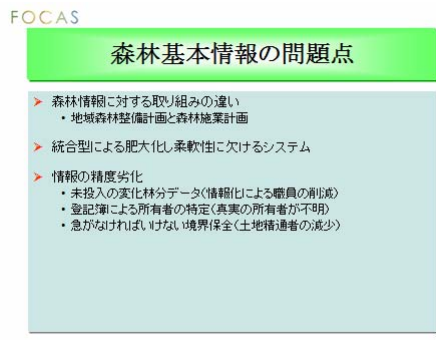 FOCAS
森林基本情報の問題点
➤ 森林情報に対する取り組みの違い
・地域森林整備計画と森林施業計画
➤ 統合型による肥大化し柔軟性に欠けるシステム
➤ 情報の精度劣化
・未投入の変化林分データ(情報化による職員の削減)
・登記簿による所有者の特定(真実の所有者が不明)
・急がなければいけない境界保全(土地精通者の減少)